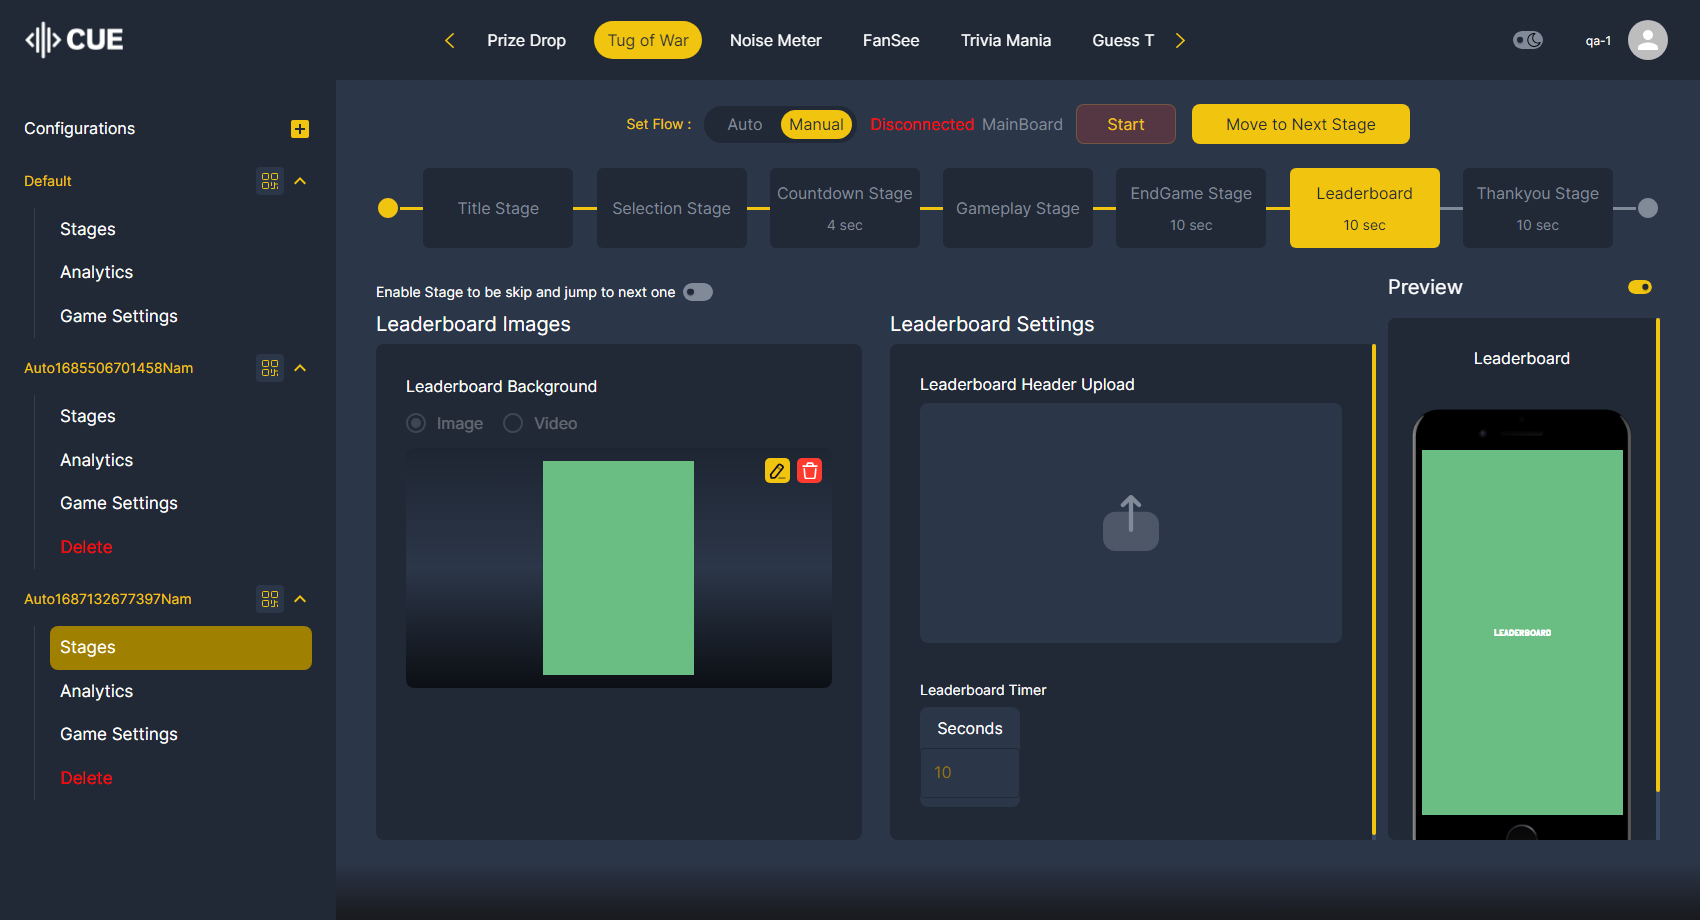 CUE
Prize Drop
Tug of War
Noise Meter
FanSee
Trivia Mania
Guess T
qa-1
Configurations
Default
Stages
Analytics
Game Settings
Auto1685506701458Nam
Stages
Analytics
Game Settings
Delete
Auto1687132677397Nam
Stages
Analytics
Game Settings
Delete
Set Flow :
Auto
Manual
Disconnected MainBoard
Start
Move to Next Stage
Title Stage
Selection Stage
Countdown Stage
4 sec
Gameplay Stage
EndGame Stage
10 sec
Leaderboard
10 sec
Thankyou Stage
10 sec
Enable Stage to be skip and jump to next one
Leaderboard Images
Leaderboard Background
Image
Video
Leaderboard Settings
Leaderboard Header Upload
Leaderboard Timer
Seconds
10
Preview
Leaderboard
LEADERBOARD